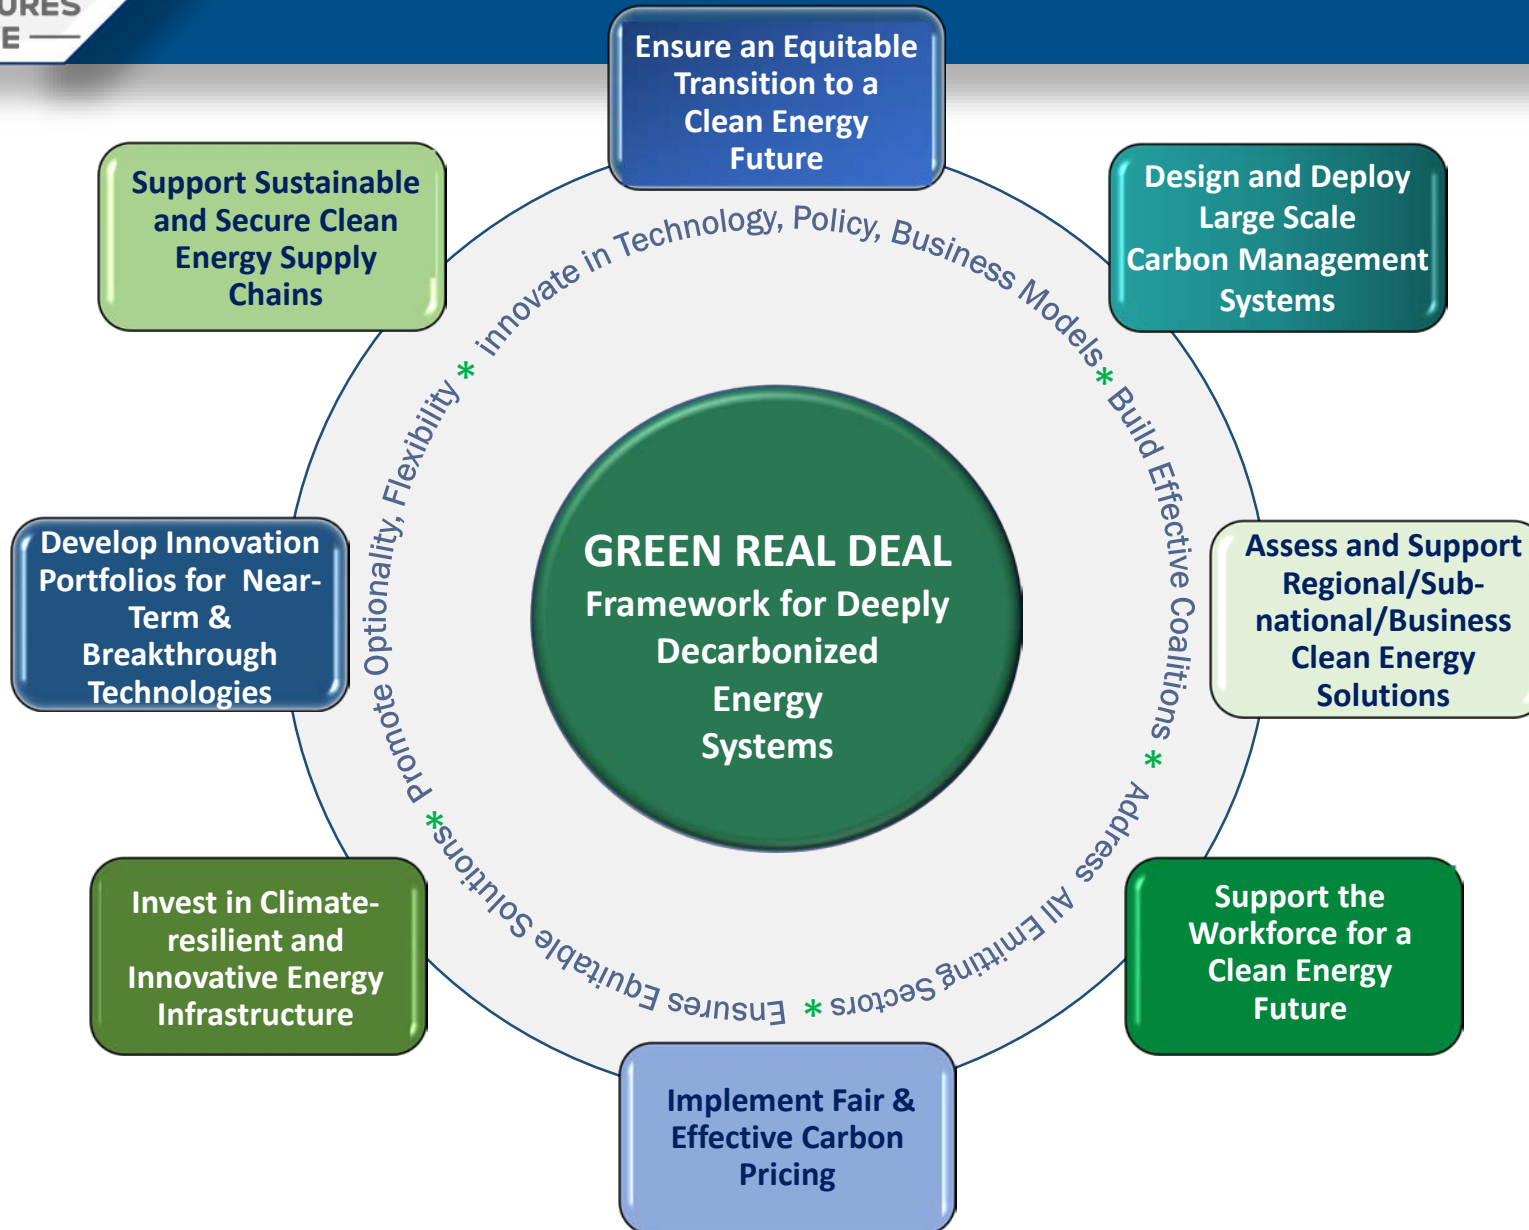 Ensure an Equitable
Transition to a
Clean Energy
Future
Design and Deploy
Large Scale
Carbon Management
Systems
Assess and Support
Regional/Sub-
national/Business
Clean Energy
Solutions
Support the
Workforce for a
Clean Energy
Future
Implement Fair &
Effective Carbon
Pricing
Invest in Climate-
resilient and
Innovative Energy
Infrastructure
Develop Innovation
Portfolios for Near-
Term &
Breakthrough
Technologies
Support Sustainable
and Secure Clean
Energy Supply
Chains
innovate in Technology, Policy, Business Models * Build Effective Coalitions * Address All Emitting Sectors * Ensures Equitable Solutions * Promote Optionality, Flexibility *
GREEN REAL DEAL
Framework for Deeply
Decarbonized
Energy
Systems